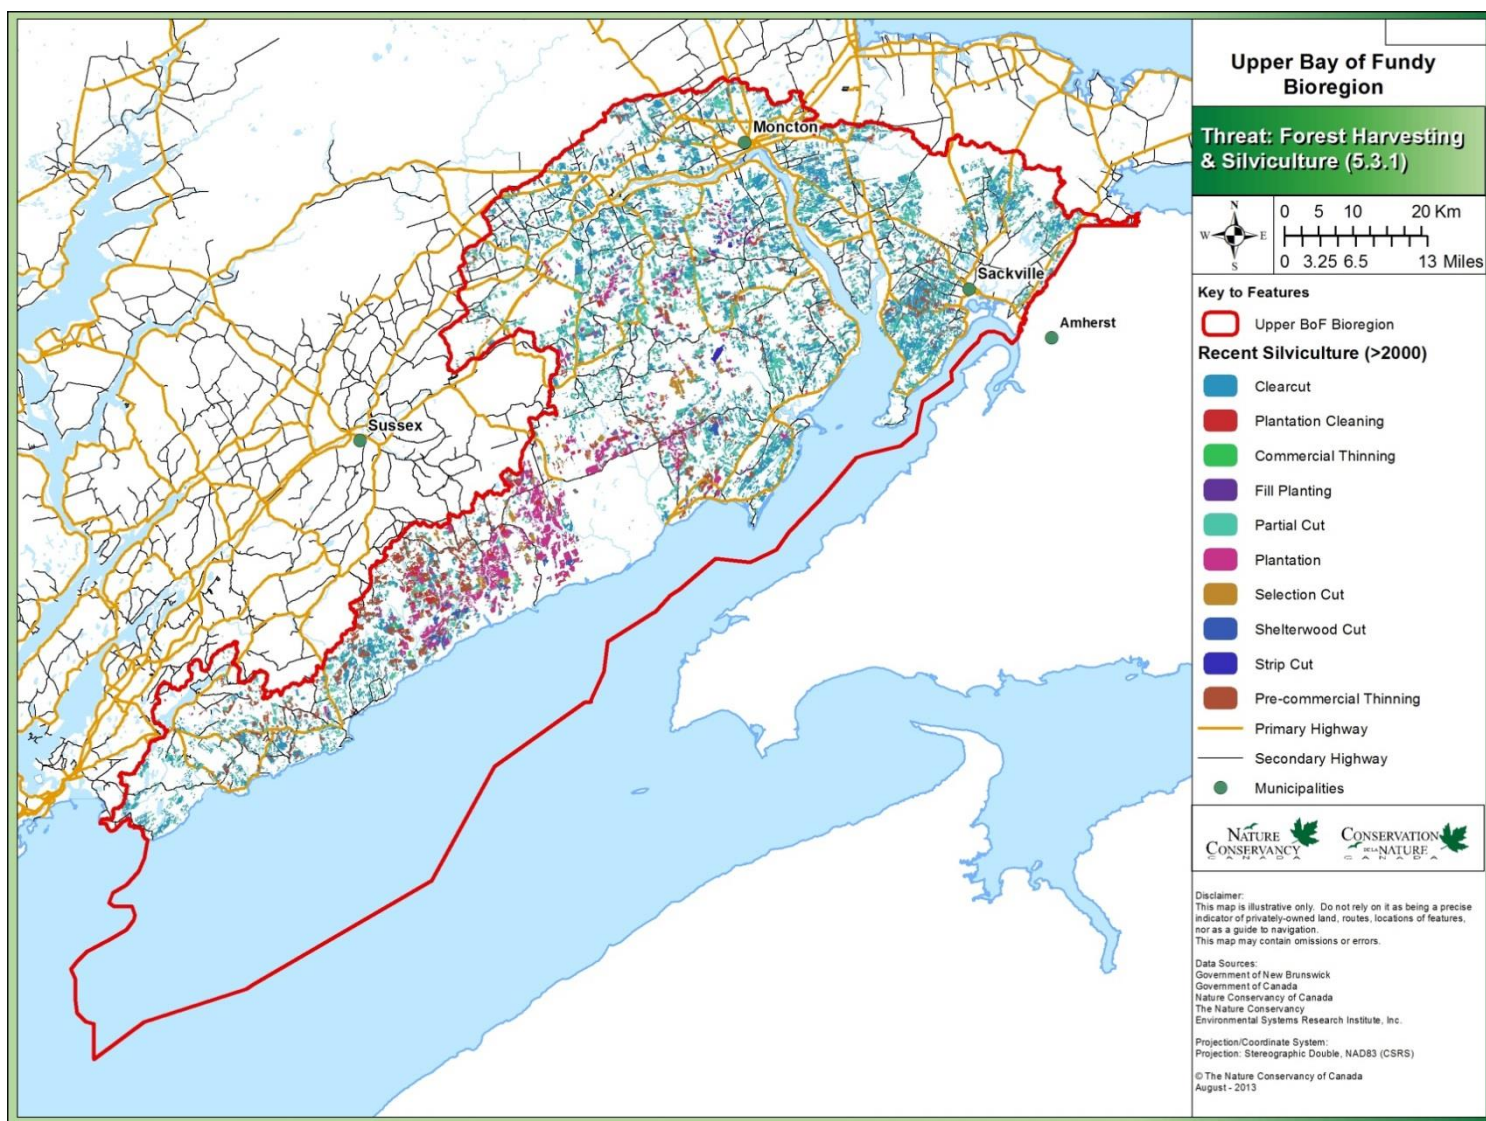 Moncton
Sackville
Amherst
Sussex
Upper Bay of Fundy
Bioregion
Threat: Forest Harvesting
& Silviculture (5.3.1)
N
W
E
S
0 5 10 20 Km
0 3.25 6.5 13 Miles
Key to Features
Upper BoF Bioregion
Recent Silviculture (>2000)
Clearcut
Plantation Cleaning
Commercial Thinning
Fill Planting
Partial Cut
Plantation
Selection Cut
Shelterwood Cut
Strip Cut
Pre-commercial Thinning
Primary Highway
Secondary Highway
Municipalities
NATURE
CONSERVANCY
CANADA
CONSERVATION
DE LA NATURE
CANADA
Disclaimer:
This map is illustrative only. Do not rely on it as being a precise
indicator of privately-owned land, routes, locations of features,
nor as a guide to navigation.
This map may contain omissions or errors.
Data Sources:
Government of New Brunswick
Government of Canada
Nature Conservancy of Canada
The Nature Conservancy
Environmental Systems Research Institute, Inc.
Projection/Coordinate System:
Projection: Stereographic Double, NAD83 (CSRS)
© The Nature Conservancy of Canada
August - 2013